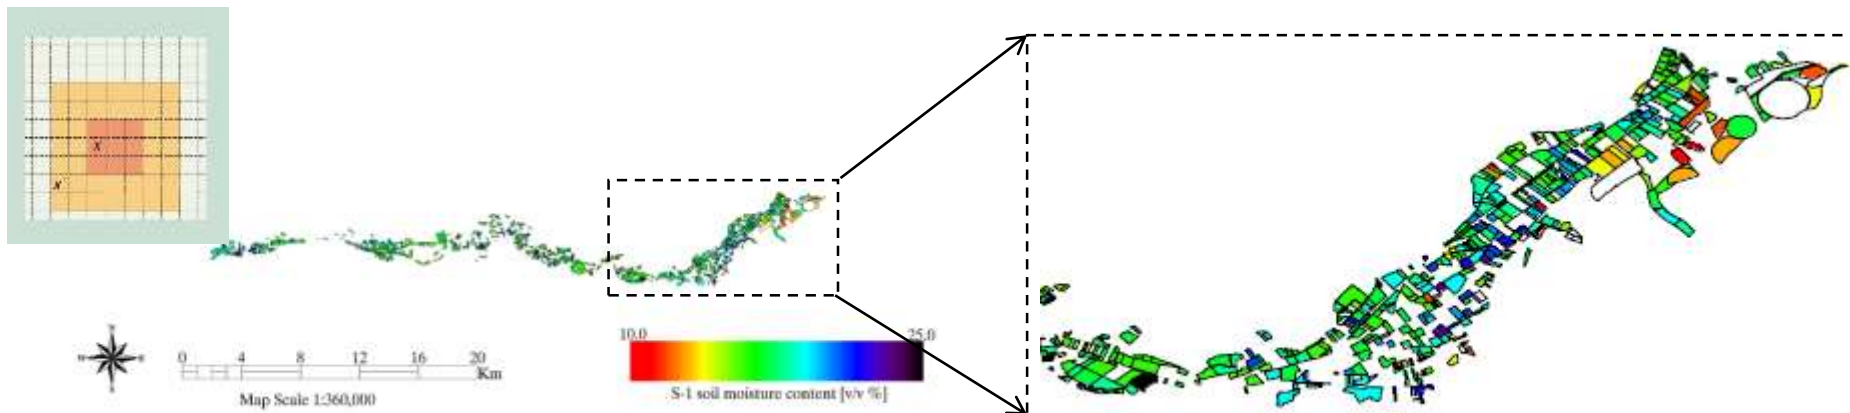 x
x
N
W
E
S
0 4 8 12 16 20
Km
Map Scale 1:360,000
10.0 25.0
S-1 soil moisture content [v/v %]